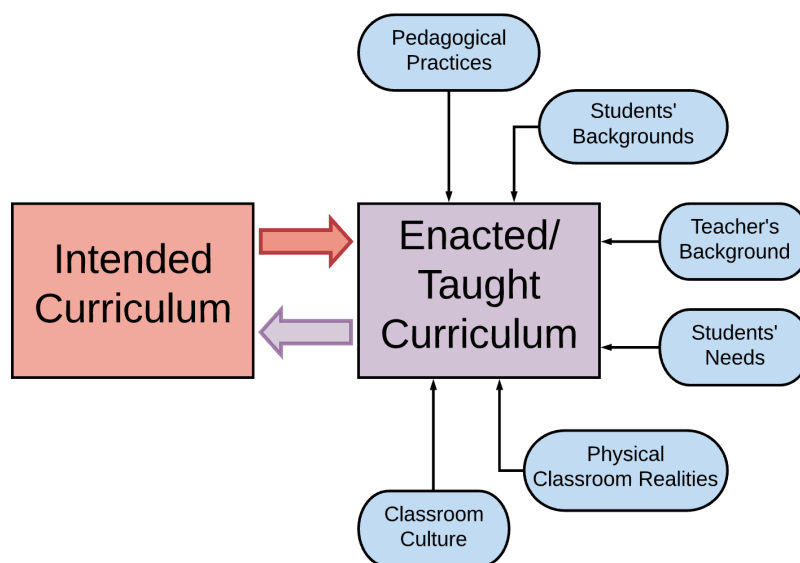 Pedagogical
Practices
Students'
Backgrounds
Intended
Curriculum
Enacted/
Taught
Curriculum
Teacher's
Background
Students'
Needs
Physical
Classroom Realities
Classroom
Culture